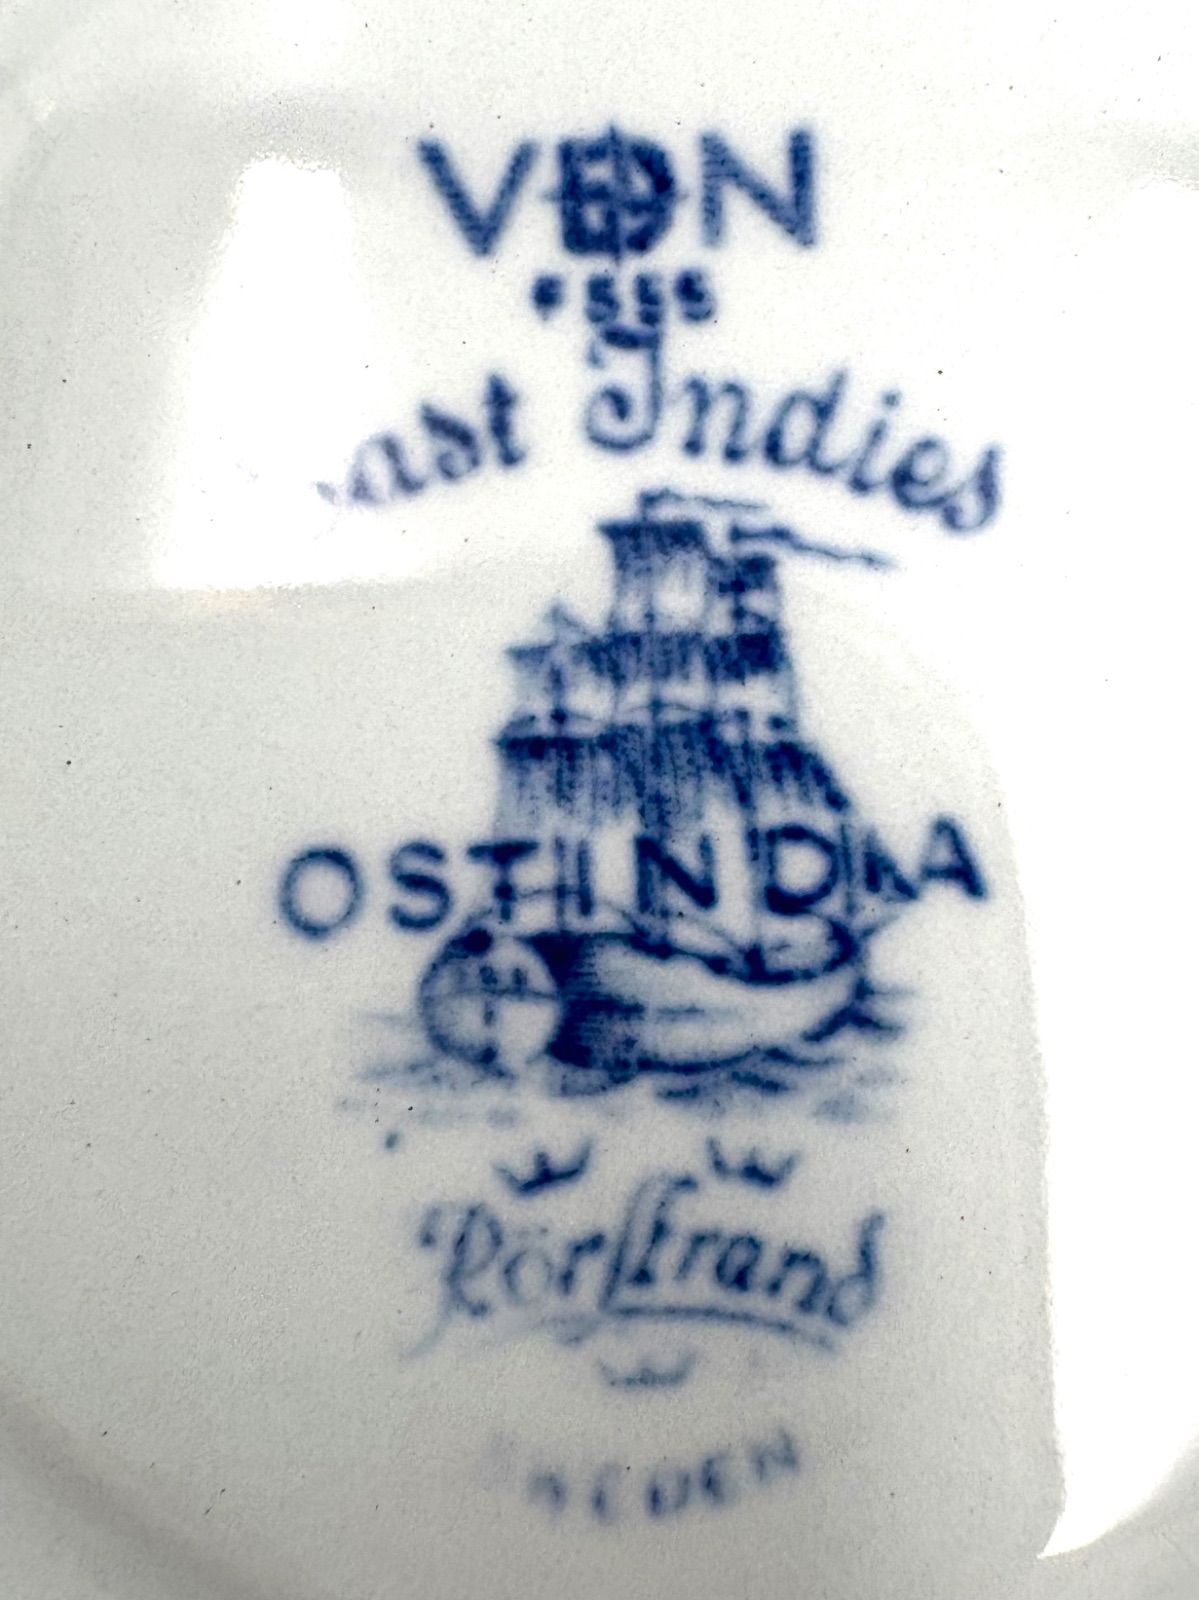 VDN
East Indies
OSTINDIA
Rörstrand
SWEDEN